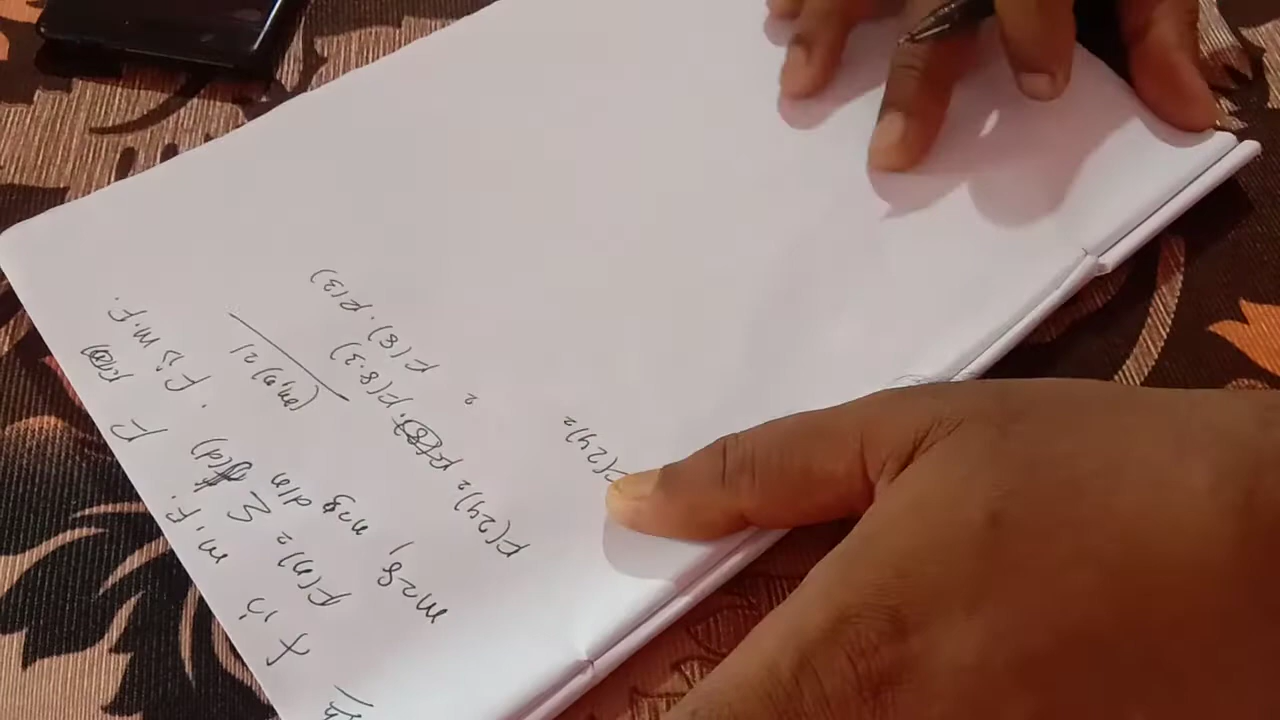 f is m.F.
F(n) = Σ f(d) F F is M.F.
d|n
(m,n)=1
m=8, n=3
F(24) = F(8.3)
= F(8). F(3)
F(24) =